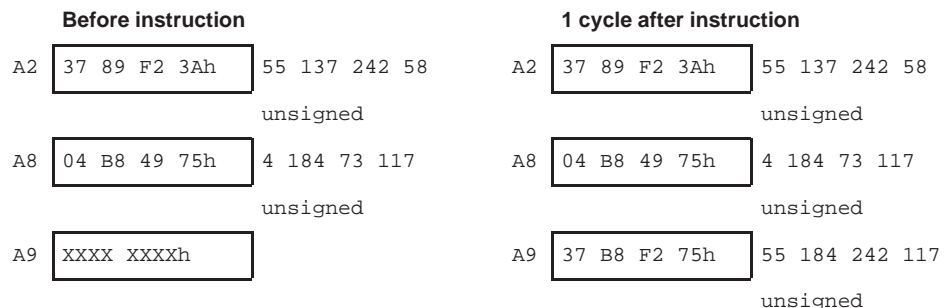 Before instruction 1 cycle after instruction
A2 37 89 F2 3Ah 55 137 242 58 A2 37 89 F2 3Ah 55 137 242 58
unsigned unsigned
A8 04 B8 49 75h 4 184 73 117 A8 04 B8 49 75h 4 184 73 117
unsigned unsigned
A9 XXXX XXXXh A9 37 B8 F2 75h 55 184 242 117
unsigned